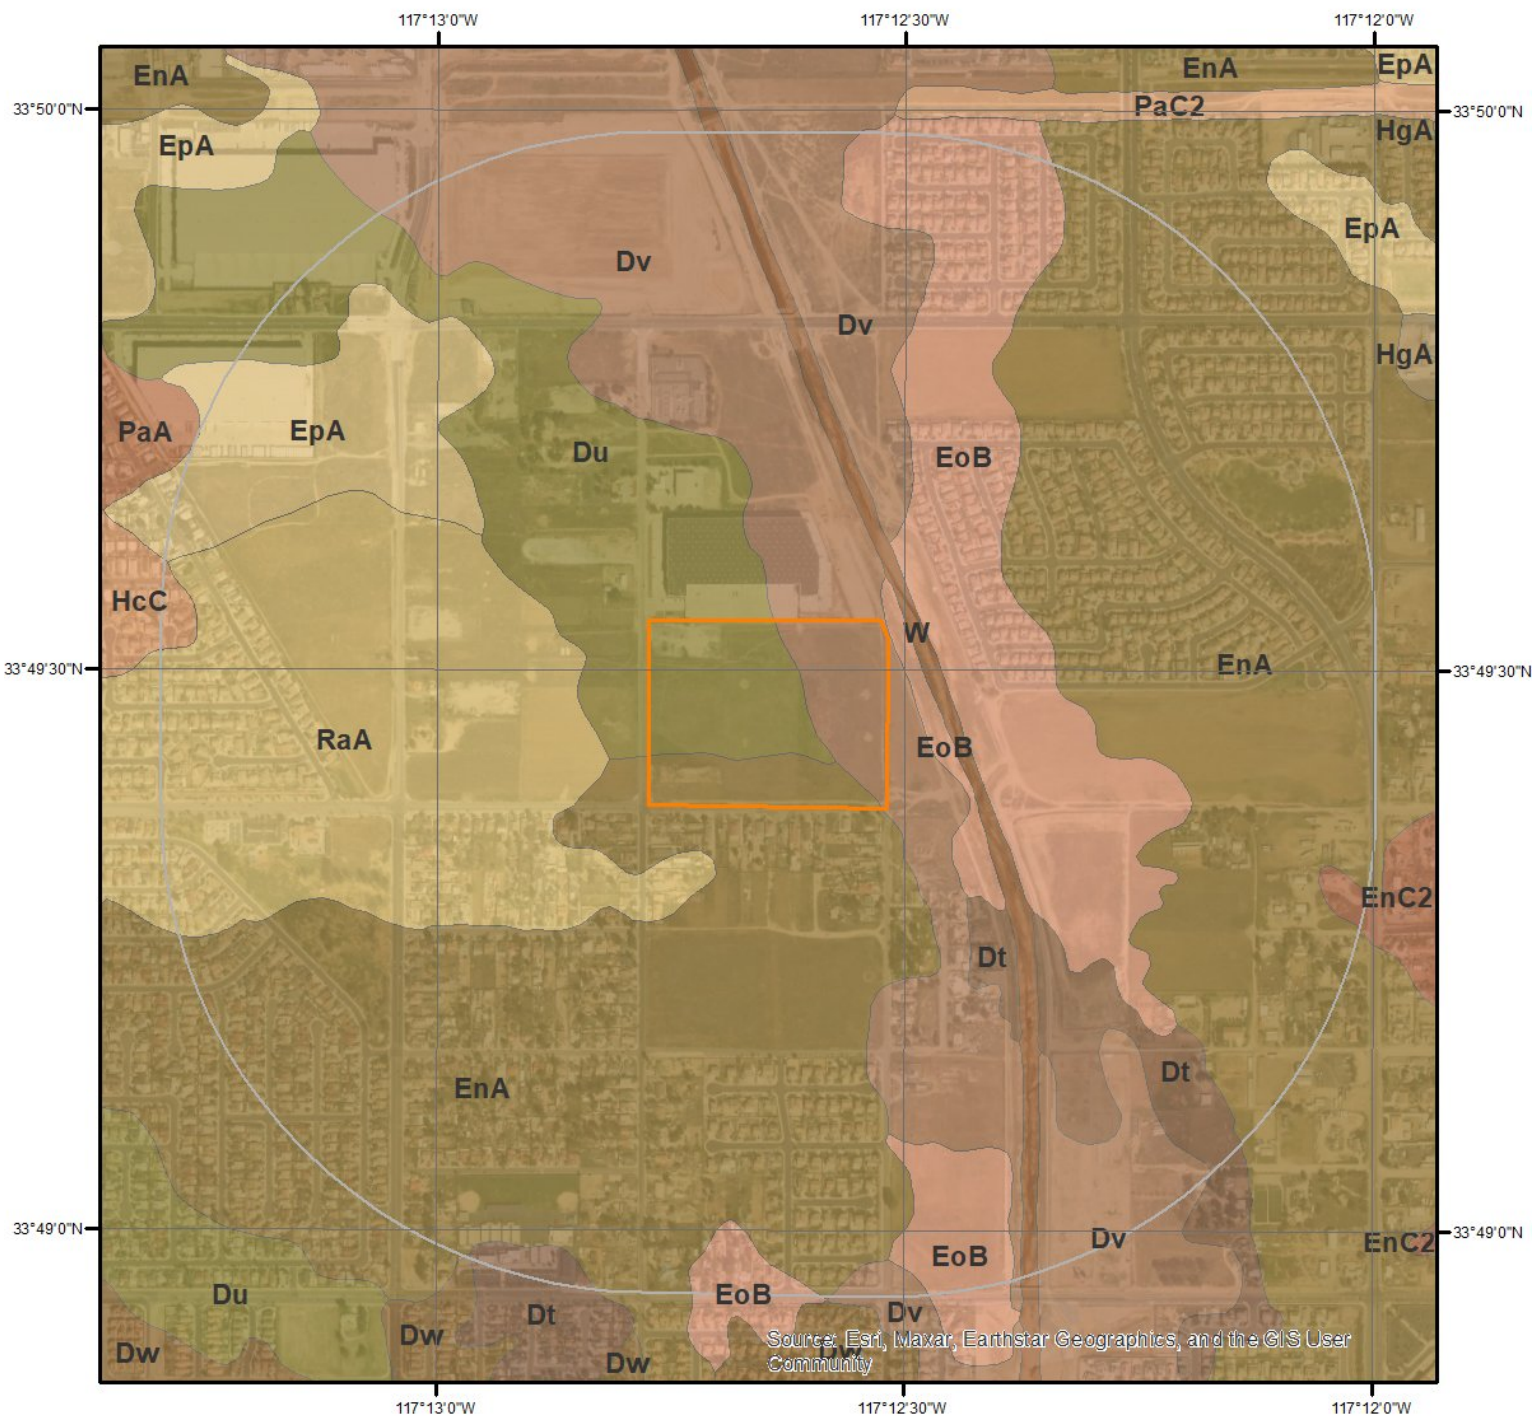 117°13'0"W
117°12'30"W
117°12'0"W
EnA
EnA
EpA
33°50'0"N
PaC2
33°50'0"N
HgA
EpA
EpA
Dv
Dv
HgA
PaA
EpA
Du
EoB
HcC
W
33°49'30"N
EnA
33°49'30"N
RaA
EoB
EnC2
Dt
Dt
EnA
33°49'0"N
Dv
33°49'0"N
EnC2
EoB
Du
EoB
Dt
Dv
Dw
Dw
Dw
Dw
Source: Esri, Maxar, Earthstar Geographics, and the GIS User
Community
117°13'0"W
117°12'30"W
117°12'0"W